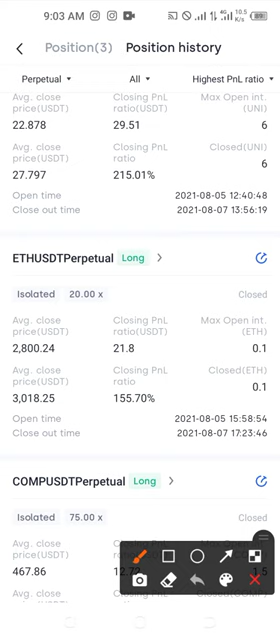 9:03 AM
4G
10.5
K/s
Position(3) Position history
Perpetual All Highest PnL ratio
Avg. close price(USDT) Closing PnL ratio(USDT) Max Open int. (UNI)
22.878 29.51 6
Avg. close price(USDT) Closing PnL ratio Closed(UNI)
27.797 215.01% 6
Open time 2021-08-05 12:40:48
Close out time 2021-08-07 13:56:19
ETHUSDTPerpetual Long
Isolated 20.00 x Closed
Avg. close price(USDT) Closing PnL ratio(USDT) Max Open int. (ETH)
2,800.24 21.8 0.1
Avg. close price(USDT) Closing PnL ratio Closed(ETH)
3,018.25 155.70% 0.1
Open time 2021-08-05 15:58:54
Close out time 2021-08-07 17:23:46
COMPUSDTPerpetual Long
Isolated 75.00 x Closed
Avg. close price(USDT)
467.86
Avg. close